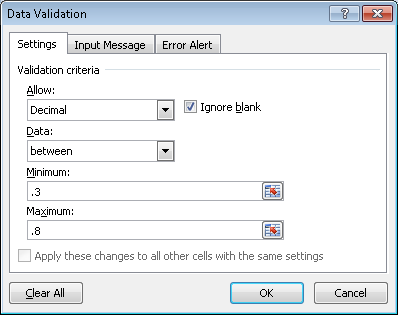 Data Validation
Settings Input Message Error Alert
Validation criteria
Allow:
Decimal Ignore blank
Data:
between
Minimum:
.3
Maximum:
.8
Apply these changes to all other cells with the same settings
Clear All OK Cancel